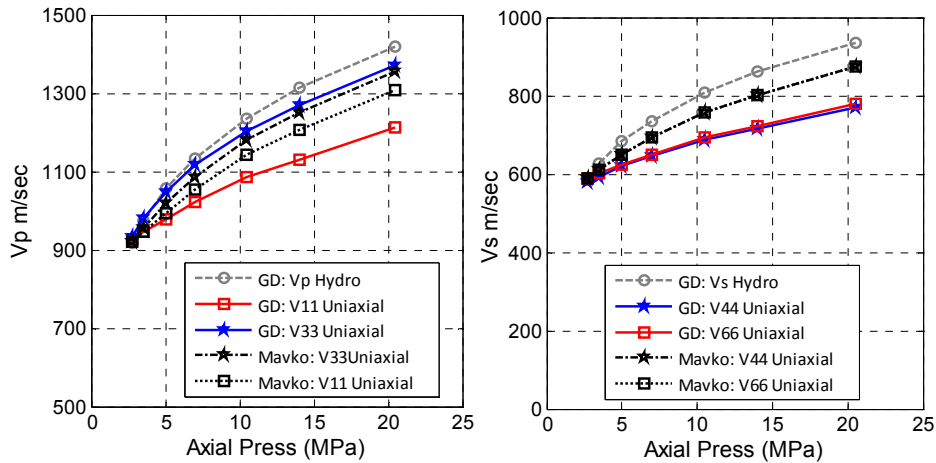 1500
1300
1100
900
700
500
Vp m/sec
GD: Vp Hydro
GD: V11 Uniaxial
GD: V33 Uniaxial
Mavko: V33Uniaxial
Mavko: V11 Uniaxial
0 5 10 15 20 25
Axial Press (MPa)
1000
800
600
400
200
0
Vs m/sec
GD: Vs Hydro
GD: V44 Uniaxial
GD: V66 Uniaxial
Mavko: V44 Uniaxial
Mavko: V66 Uniaxial
0 5 10 15 20 25
Axial Press (MPa)